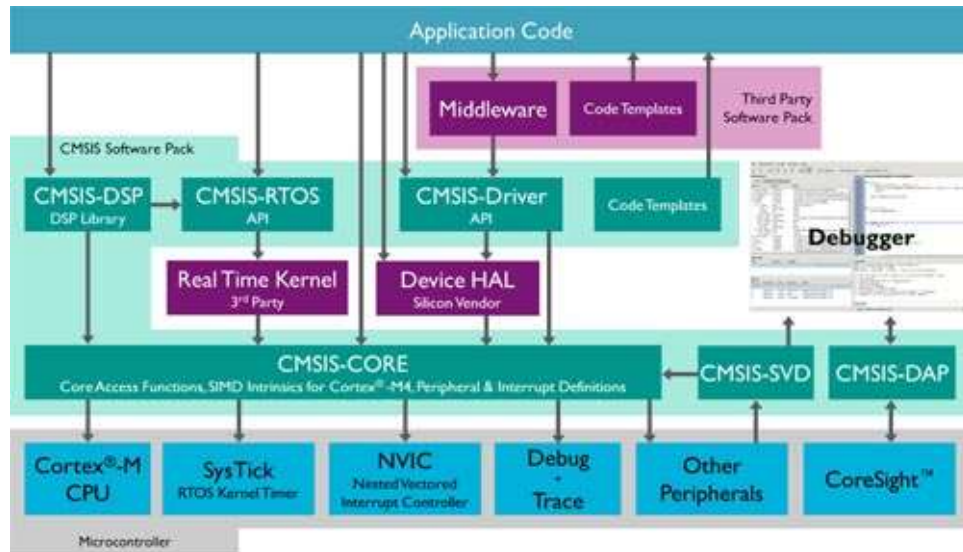 Application Code
Middleware
Code Templates
Third Party
Software Pack
CMSIS Software Pack
CMSIS-DSP
DSP Library
CMSIS-RTOS
API
CMSIS-Driver
API
Code Templates
Debugger
Real Time Kernel
3rd Party
Device HAL
Silicon Vendor
CMSIS-CORE
Core Access Functions, SIMD Intrinsics for Cortex®-M4, Peripheral & Interrupt Definitions
CMSIS-SVD
CMSIS-DAP
Cortex®-M
CPU
SysTick
RTOS Kernel Timer
NVIC
Nested Vectored
Interrupt Controller
Debug
-
Trace
Other
Peripherals
CoreSight™
Microcontroller